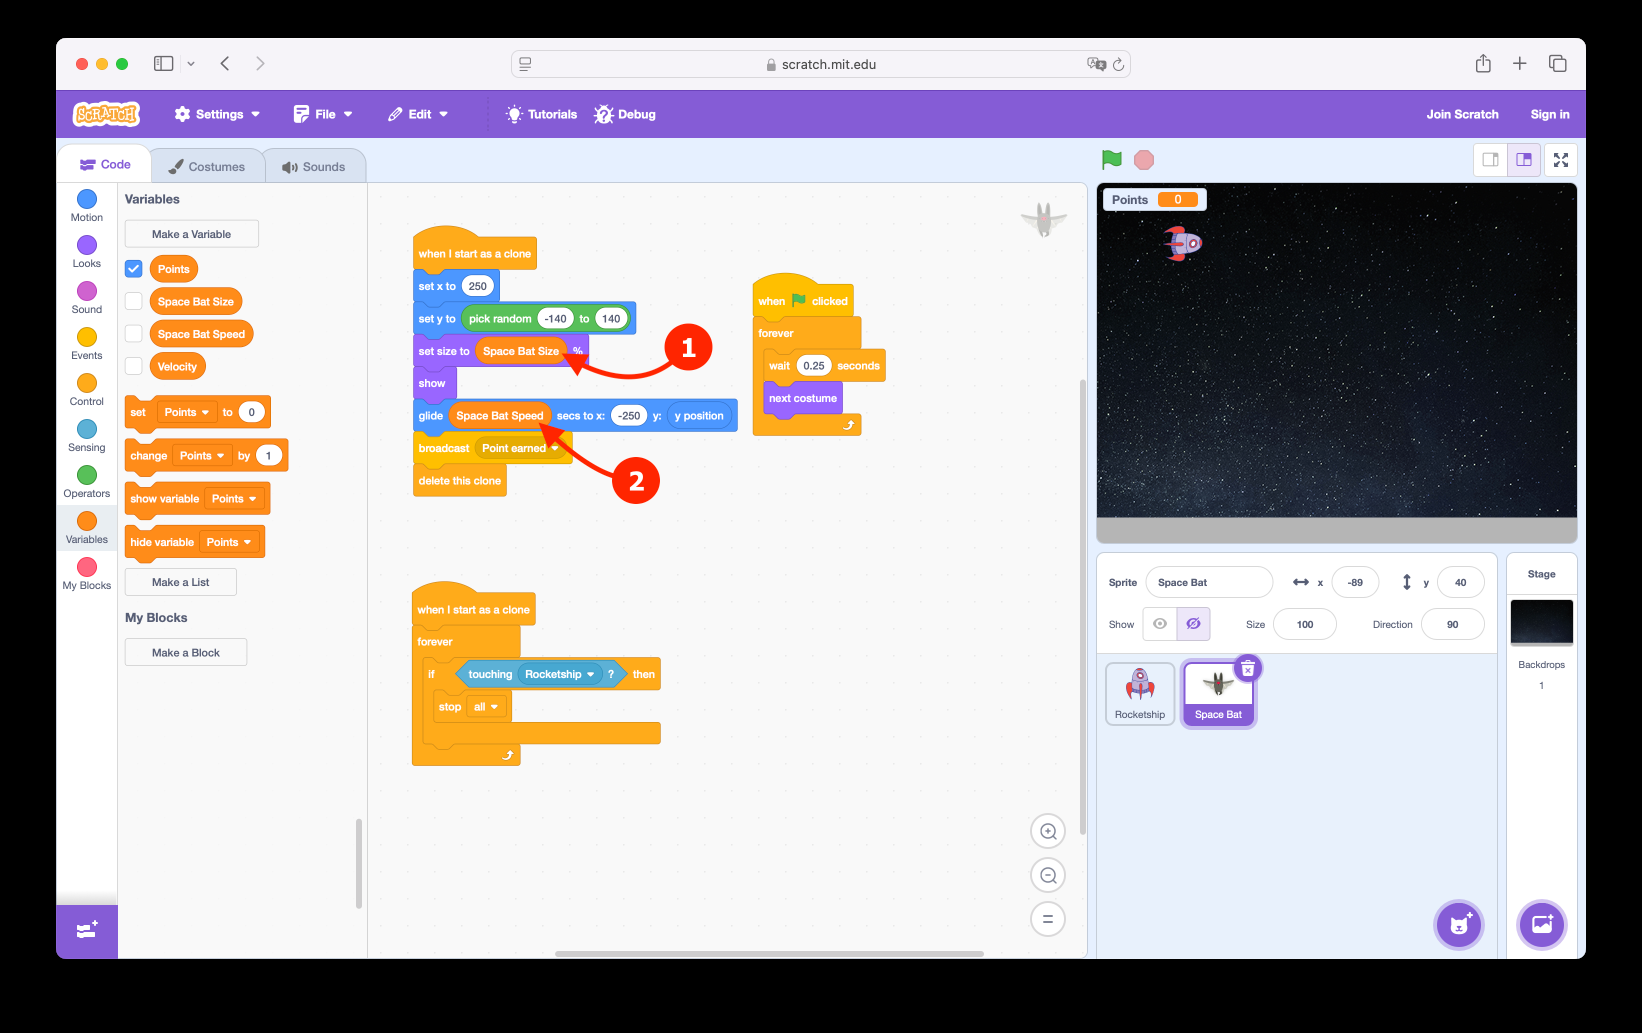 scratch.mit.edu
SCRATCH
Settings
File
Edit
Tutorials
Debug
Join Scratch
Sign in
Code
Costumes
Sounds
Motion
Looks
Sound
Events
Control
Sensing
Operators
Variables
My Blocks
Variables
Make a Variable
Points
Space Bat Size
Space Bat Speed
Velocity
set Points to 0
change Points by 1
show variable Points
hide variable Points
Make a List
My Blocks
Make a Block
when I start as a clone
set x to 250
set y to pick random -140 to 140
set size to Space Bat Size %
show
glide Space Bat Speed secs to x: -250 y: y position
broadcast Point earned
delete this clone
1
2
when clicked
forever
wait 0.25 seconds
next costume
when I start as a clone
forever
if touching Rocketship ? then
stop all
Points 0
Sprite Space Bat x -89 y 40
Show Size 100 Direction 90
Rocketship
Space Bat
Stage
Backdrops
1